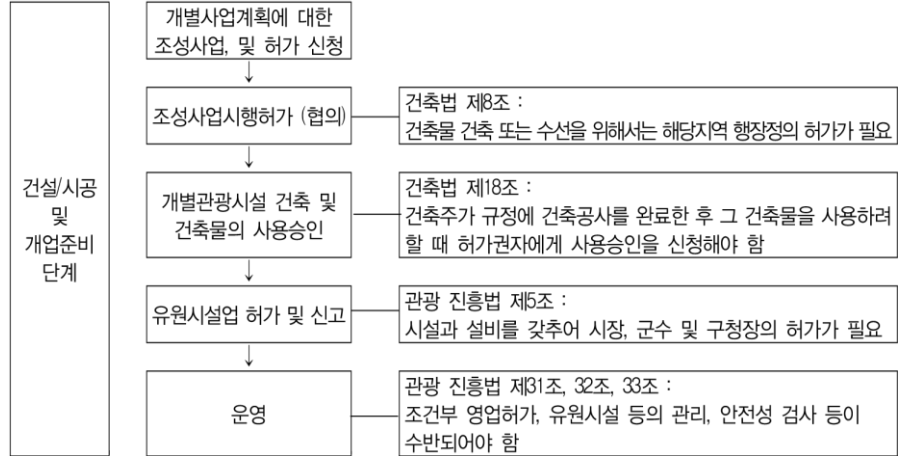 건설/시공
및
개업준비
단계
개별사업계획에 대한
조성사업, 및 허가 신청
조성사업시행허가 (협의)
건축법 제8조 :
건축물 건축 또는 수선을 위해서는 해당지역 행장정의 허가가 필요
개별관광시설 건축 및
건축물의 사용승인
건축법 제18조 :
건축주가 규정에 건축공사를 완료한 후 그 건축물을 사용하려
할 때 허가권자에게 사용승인을 신청해야 함
유원시설업 허가 및 신고
관광 진흥법 제5조 :
시설과 설비를 갖추어 시장, 군수 및 구청장의 허가가 필요
운영
관광 진흥법 제31조, 32조, 33조 :
조건부 영업허가, 유원시설 등의 관리, 안전성 검사 등이
수반되어야 함